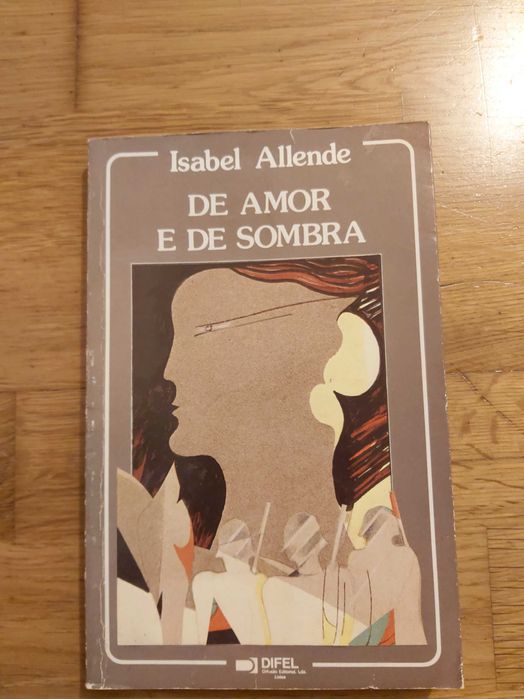 Isabel Allende
DE AMOR
E DE SOMBRA
DIFEL
Difusão Editorial, Lda.
Lisboa